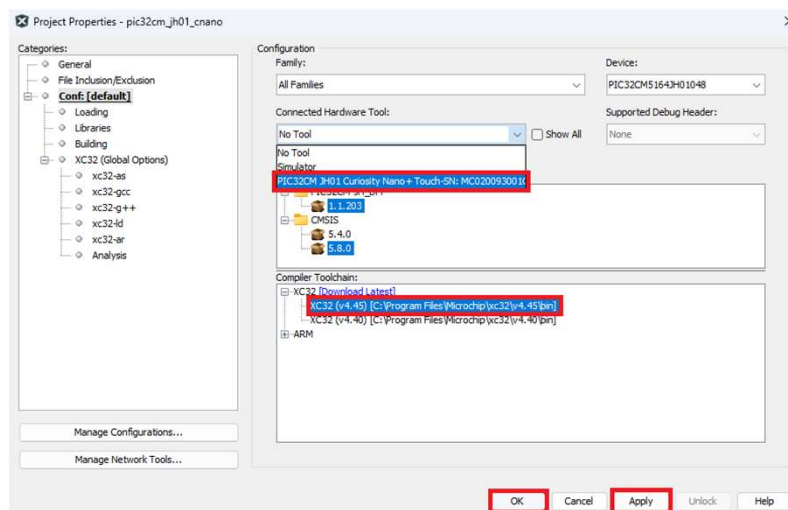 Project Properties - pic32cm_jh01_cnano
Categories:
General
File Inclusion/Exclusion
Conf: [default]
Loading
Libraries
Building
XC32 (Global Options)
xc32-as
xc32-gcc
xc32-g++
xc32-ld
xc32-ar
Analysis
Manage Configurations...
Manage Network Tools...
Configuration
Family:
Device:
All Families
PIC32CM5164JH01048
Connected Hardware Tool:
Supported Debug Header:
No Tool
Show All
None
No Tool
Simulator
PIC32CM JH01 Curiosity Nano+ Touch-SN: MC020093001
1.1.203
CMSIS
5.4.0
5.8.0
Compiler Toolchain:
XC32 [Download Latest]
XC32 (v4.45) [C:\Program Files\Microchip\xc32\v4.45\bin]
XC32 (v4.40) [C:\Program Files\Microchip\xc32\v4.40\bin]
ARM
OK
Cancel
Apply
Unlock
Help